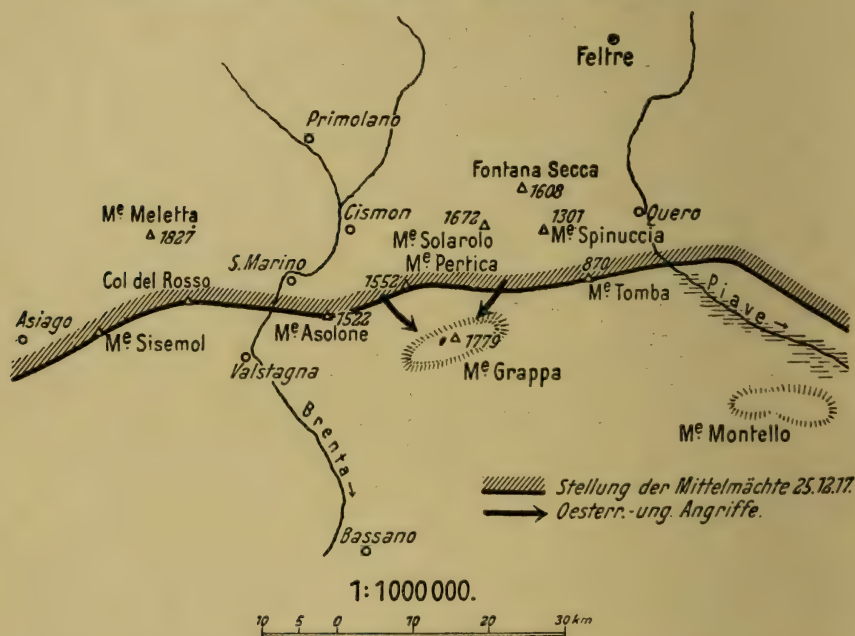 Feltre
Primolano
Fontana Secca
1608
Mᵉ Meletta
1827
Cismon
1672
Mᵉ Solarolo
1301
Mᵉ Spinuccia
Quero
S. Marino
Col del Rosso
1552
Mᵉ Pertica
870
Mᵉ Tomba
Piave
Asiago
Mᵉ Sisemol
Mᵉ Asolone
1522
1779
Mᵉ Grappa
Valstagna
Brenta
Mᵉ Montello
Stellung der Mittelmächte 25.12.17.
Oesterr.-ung. Angriffe.
Bassano
1:1000000.
10 5 0 10 20 30 km